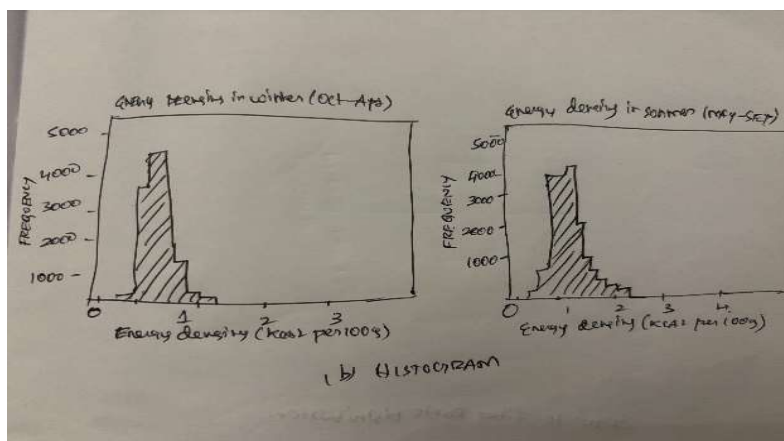 Energy Density in winter (Oct-Apr)
5000
4000
3000
2000
1000
FREQUENCY
0 1 2 3
Energy density (Kcal per 100g)
Energy density in sommer (May-SEP)
5000
4000
3000
2000
1000
FREQUENCY
0 1 2 3 4
Energy density (KCAL per 100g)
1 b) HISTOGRAM